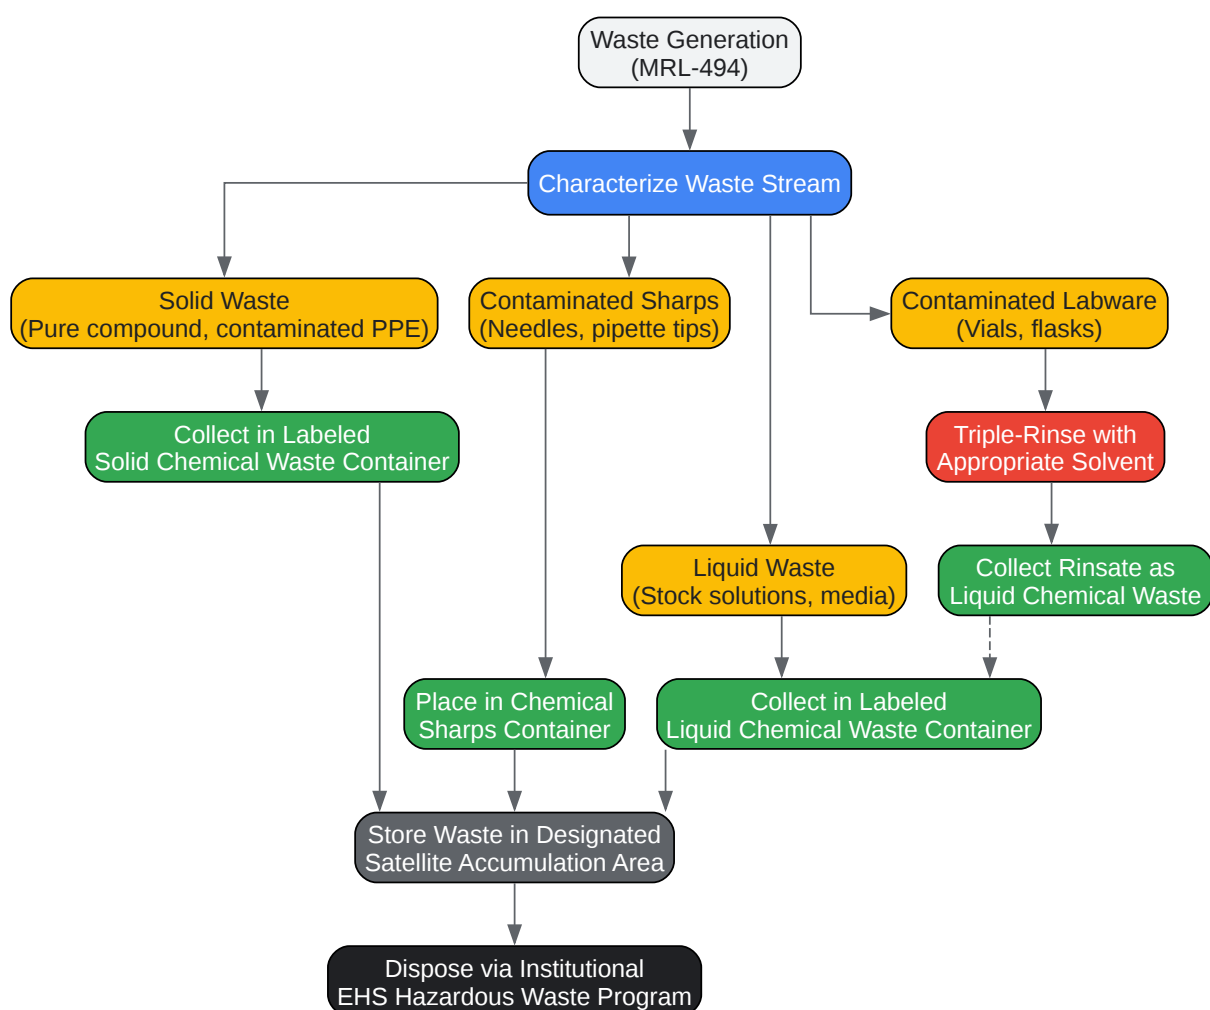 Waste Generation
(MRL-494)
Characterize Waste Stream
Solid Waste
(Pure compound, contaminated PPE)
Contaminated Sharps
(Needles, pipette tips)
Contaminated Labware
(Vials, flasks)
Collect in Labeled
Solid Chemical Waste Container
Triple-Rinse with
Appropriate Solvent
Liquid Waste
(Stock solutions, media)
Collect Rinsate as
Liquid Chemical Waste
Place in Chemical
Sharps Container
Collect in Labeled
Liquid Chemical Waste Container
Store Waste in Designated
Satellite Accumulation Area
Dispose via Institutional
EHS Hazardous Waste Program